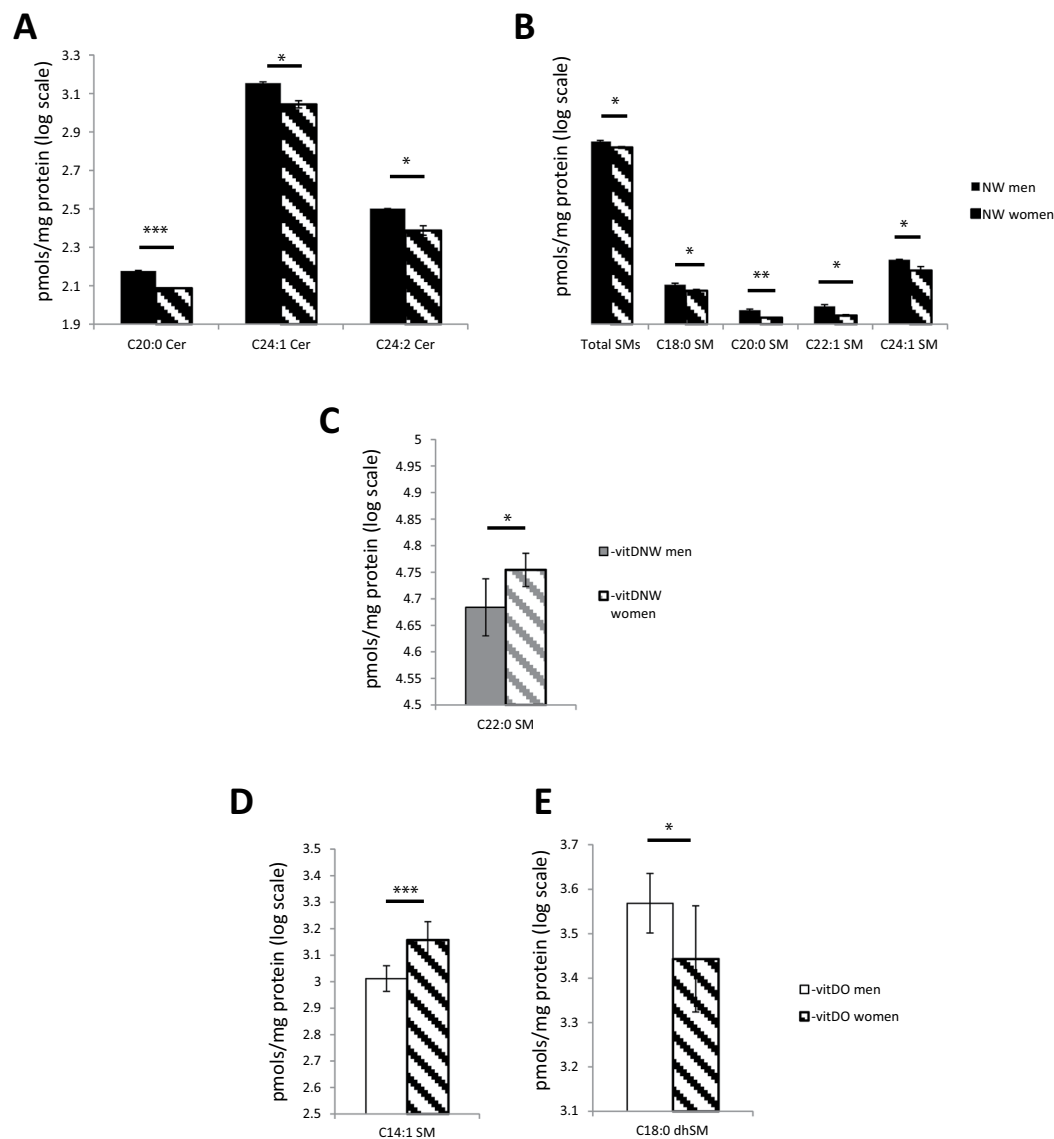 A
pmols/mg protein (log scale)
3.3
3.1
2.9
2.7
2.5
2.3
2.1
1.9
***
*
*
C20:0 Cer
C24:1 Cer
C24:2 Cer
B
pmols/mg protein (log scale)
*
*
**
*
*
Total SMs
C18:0 SM
C20:0 SM
C22:1 SM
C24:1 SM
NW men
NW women
C
pmols/mg protein (log scale)
5
4.95
4.9
4.85
4.8
4.75
4.7
4.65
4.6
4.55
4.5
*
C22:0 SM
-vitDNW men
-vitDNW
women
D
pmols/mg protein (log scale)
3.5
3.4
3.3
3.2
3.1
3
2.9
2.8
2.7
2.6
2.5
***
C14:1 SM
E
pmols/mg protein (log scale)
3.7
3.6
3.5
3.4
3.3
3.2
3.1
*
C18:0 dhSM
-vitDO men
-vitDO women